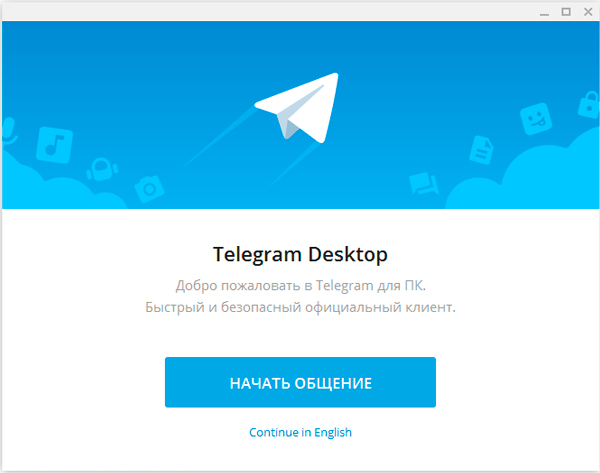 Telegram Desktop
Добро пожаловать в Telegram для ПК.
Быстрый и безопасный официальный клиент.
НАЧАТЬ ОБЩЕНИЕ
Continue in English